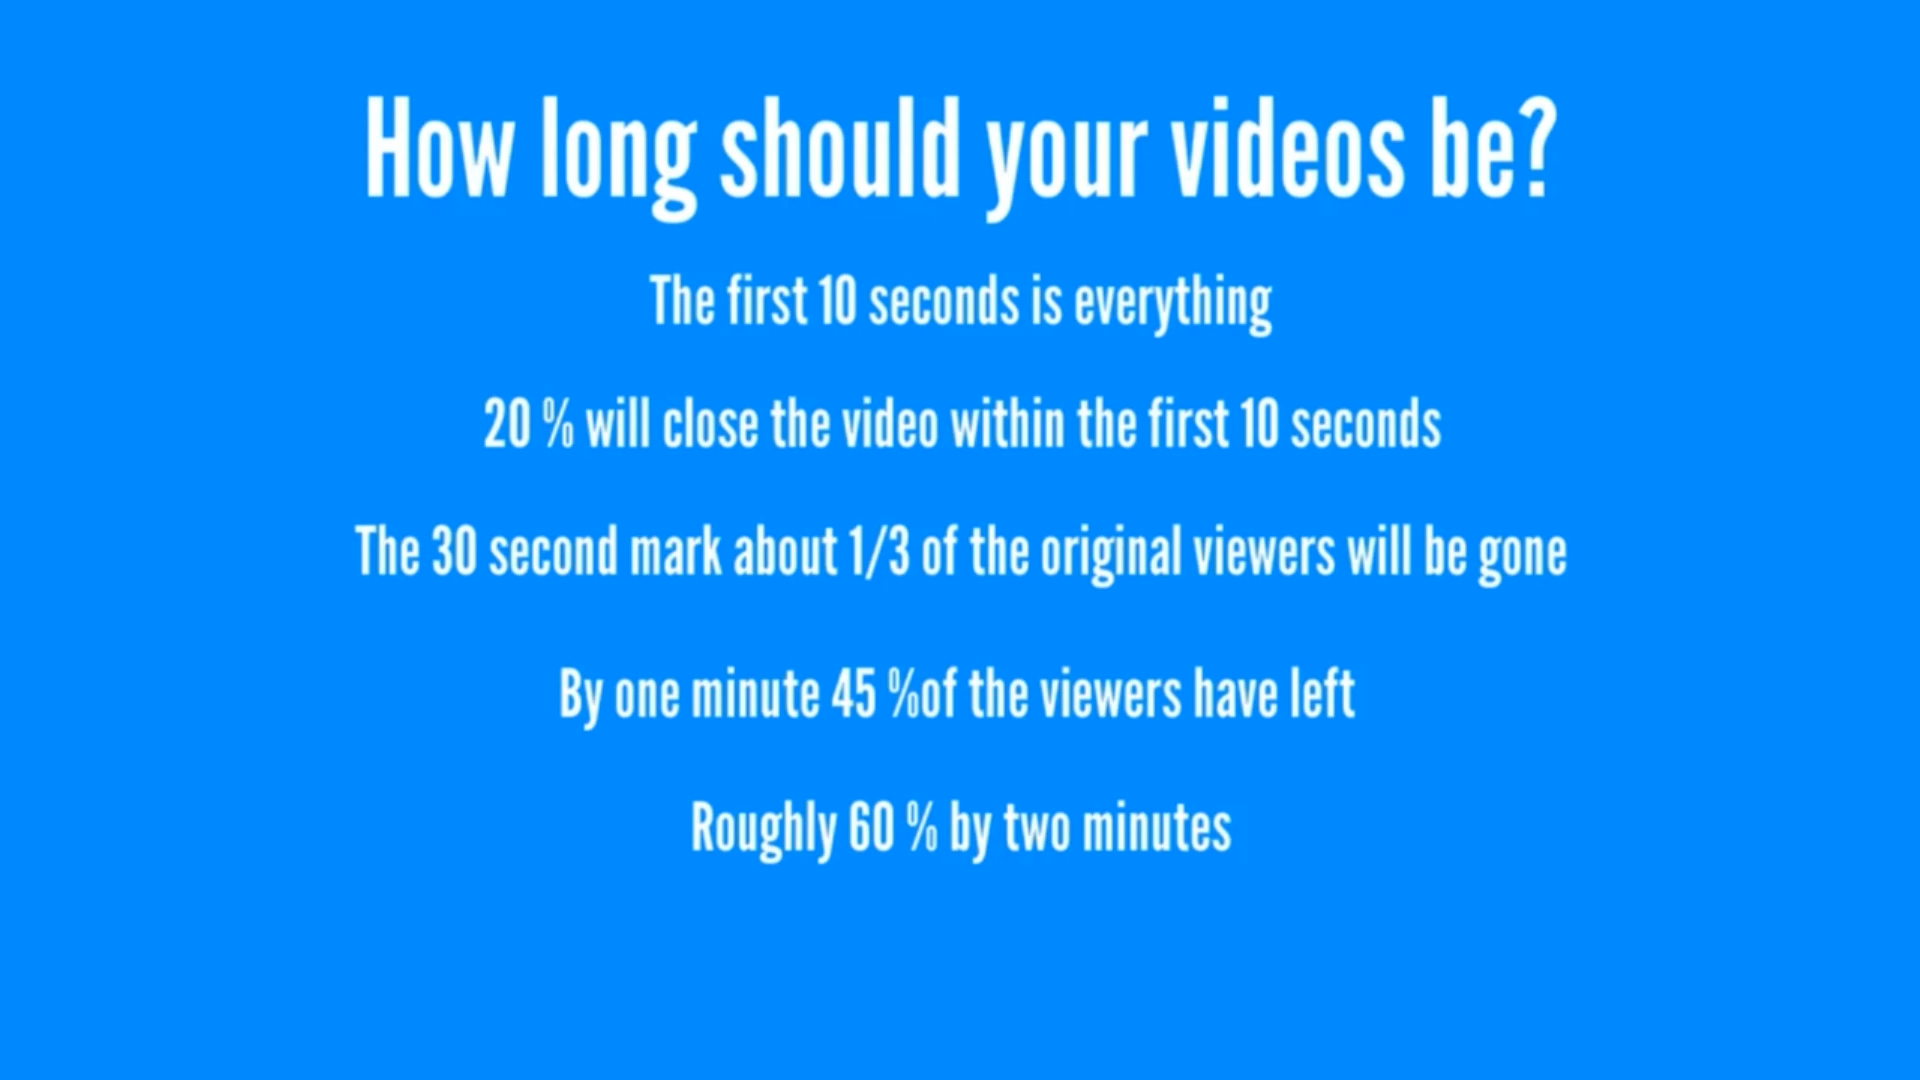 How long should your videos be?
The first 10 seconds is everything
20 % will close the video within the first 10 seconds
The 30 second mark about 1/3 of the original viewers will be gone
By one minute 45 %of the viewers have left
Roughly 60 % by two minutes